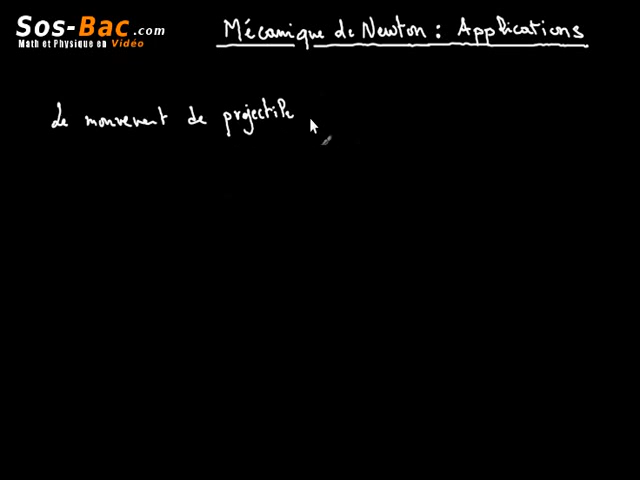 Sos-Bac.com
Math et Physique en Vidéo
Mécanique de Newton : Applications
Le mouvement de projectile